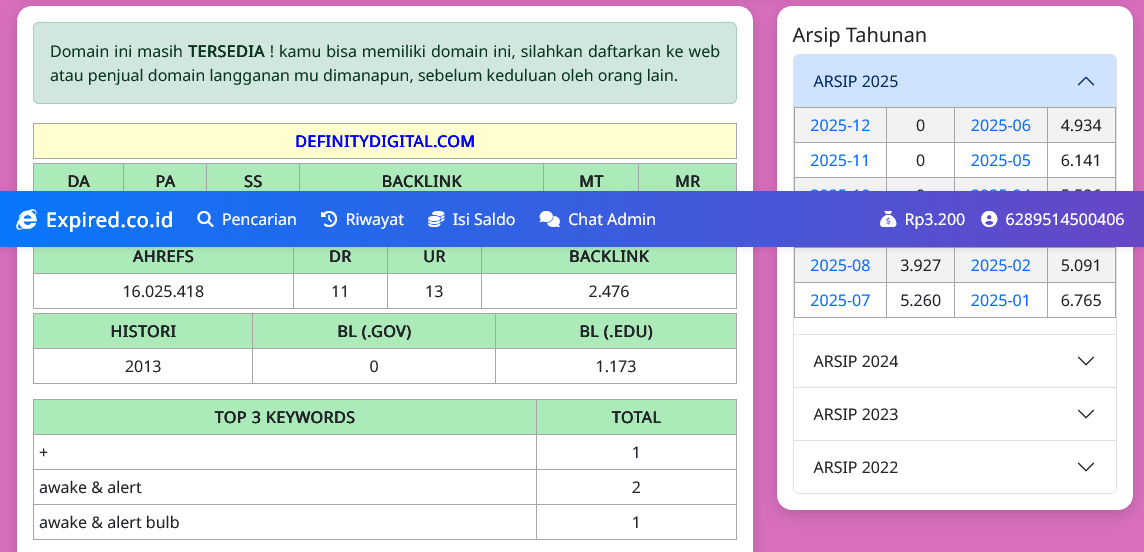 Domain ini masih TERSEDIA ! kamu bisa memiliki domain ini, silahkan daftarkan ke web
atau penjual domain langganan mu dimanapun, sebelum keduluan oleh orang lain.
DEFINITYDIGITAL.COM
DA PA SS BACKLINK MT MR
Expired.co.id Pencarian Riwayat Isi Saldo Chat Admin Rp3.200 6289514500406
AHREFS DR UR BACKLINK
16.025.418 11 13 2.476
HISTORI BL (.GOV) BL (.EDU)
2013 0 1.173
TOP 3 KEYWORDS TOTAL
+ 1
awake & alert 2
awake & alert bulb 1
Arsip Tahunan
ARSIP 2025
2025-12 0 2025-06 4.934
2025-11 0 2025-05 6.141
2025-08 3.927 2025-02 5.091
2025-07 5.260 2025-01 6.765
ARSIP 2024
ARSIP 2023
ARSIP 2022